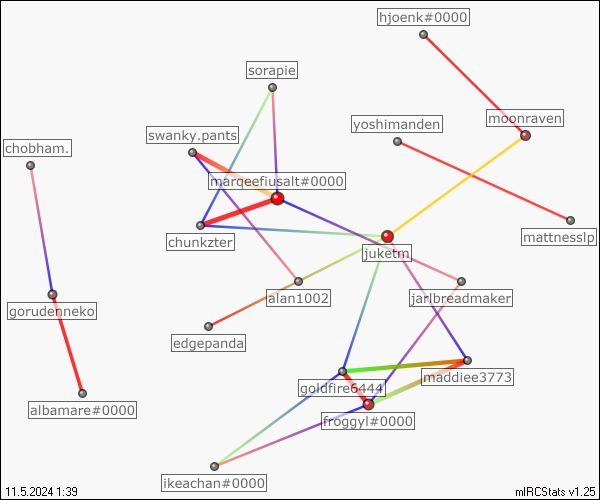 hjoenk#0000
sorapie
moonraven
yoshimanden
swanky.pants
chobham.
marqeefiusalt#0000
mattnesslp
chunkzter
juketm
alan1002
jarlbreadmaker
gorudenneko
edgepanda
maddiee3773
goldfire6444
albamare#0000
froggyl#0000
ikeachan#0000
11.5.2024 1:39
mIRCStats v1.25